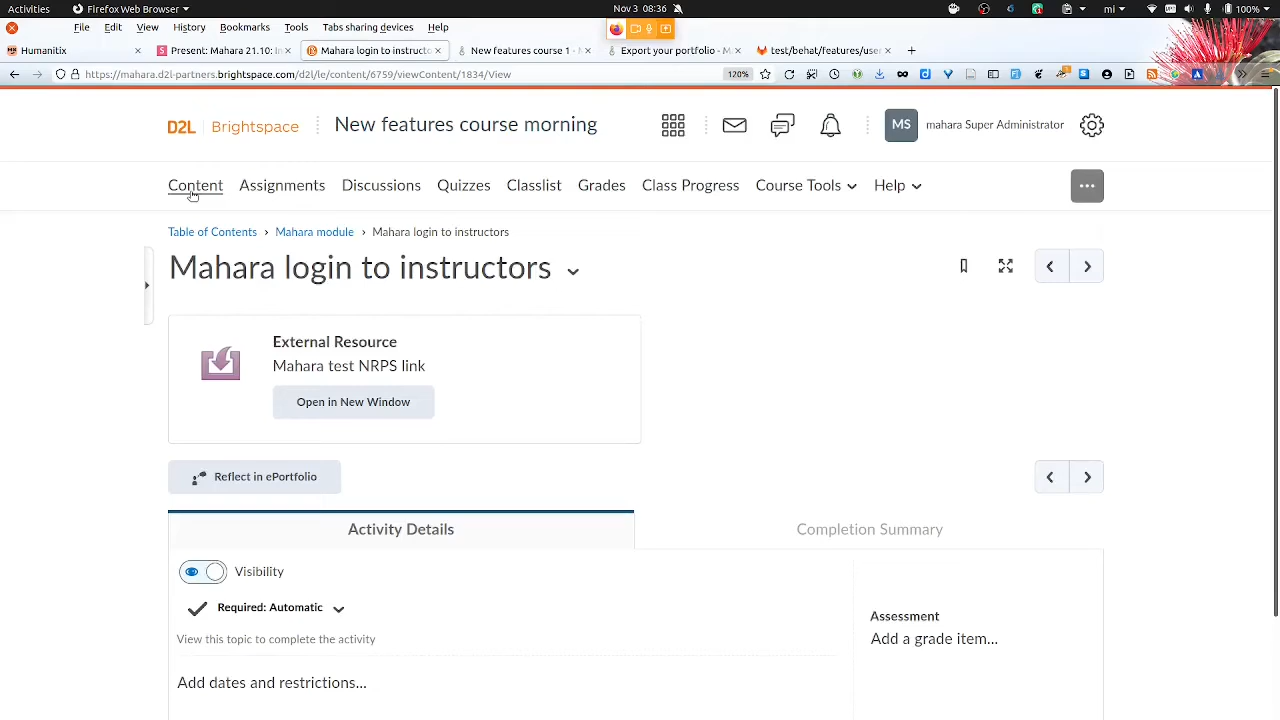 Activities
Firefox Web Browser
Nov 3 08:36
mi
100%
File Edit View History Bookmarks Tools Tabs sharing devices Help
Humanitix
Present: Mahara 21.10: In
Mahara login to instructo
New features course 1 -
Export your portfolio - Ma
test/behat/features/user
https://mahara.d2l-partners.brightspace.com/d2l/le/content/6759/viewContent/1834/View
120%
D2L Brightspace
New features course morning
MS
mahara Super Administrator
Content Assignments Discussions Quizzes Classlist Grades Class Progress Course Tools Help
Table of Contents › Mahara module › Mahara login to instructors
Mahara login to instructors
External Resource
Mahara test NRPS link
Open in New Window
Reflect in ePortfolio
Activity Details
Completion Summary
Visibility
Required: Automatic
Assessment
View this topic to complete the activity
Add a grade item...
Add dates and restrictions...